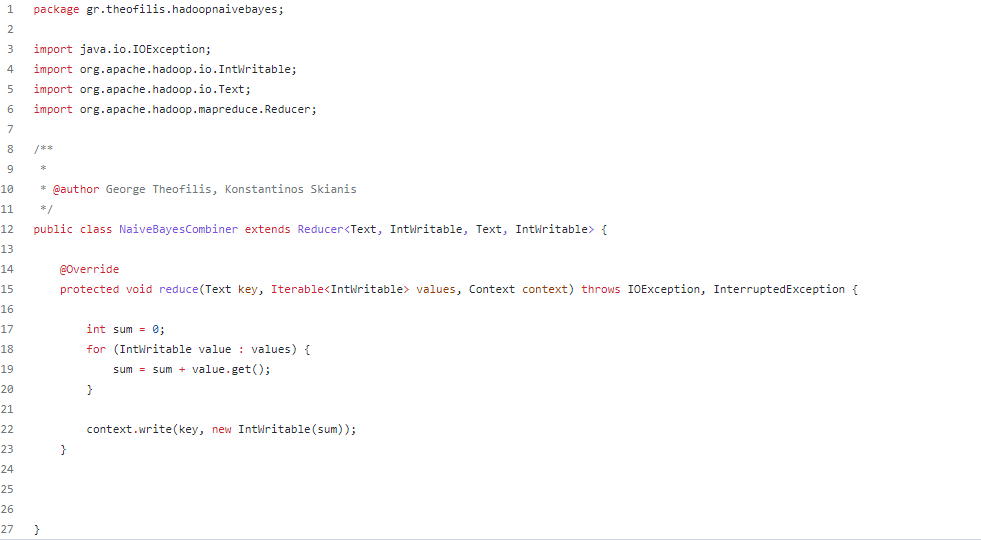 1 package gr.theofilis.hadoopnaivebayes;
2
3 import java.io.IOException;
4 import org.apache.hadoop.io.IntWritable;
5 import org.apache.hadoop.io.Text;
6 import org.apache.hadoop.mapreduce.Reducer;
7
8 /**
9  *
10  * @author George Theofilis, Konstantinos Skianis
11  */
12 public class NaiveBayesCombiner extends Reducer<Text, IntWritable, Text, IntWritable> {
13
14     @Override
15     protected void reduce(Text key, Iterable<IntWritable> values, Context context) throws IOException, InterruptedException {
16
17         int sum = 0;
18         for (IntWritable value : values) {
19             sum = sum + value.get();
20         }
21
22         context.write(key, new IntWritable(sum));
23     }
24
25
26
27 }